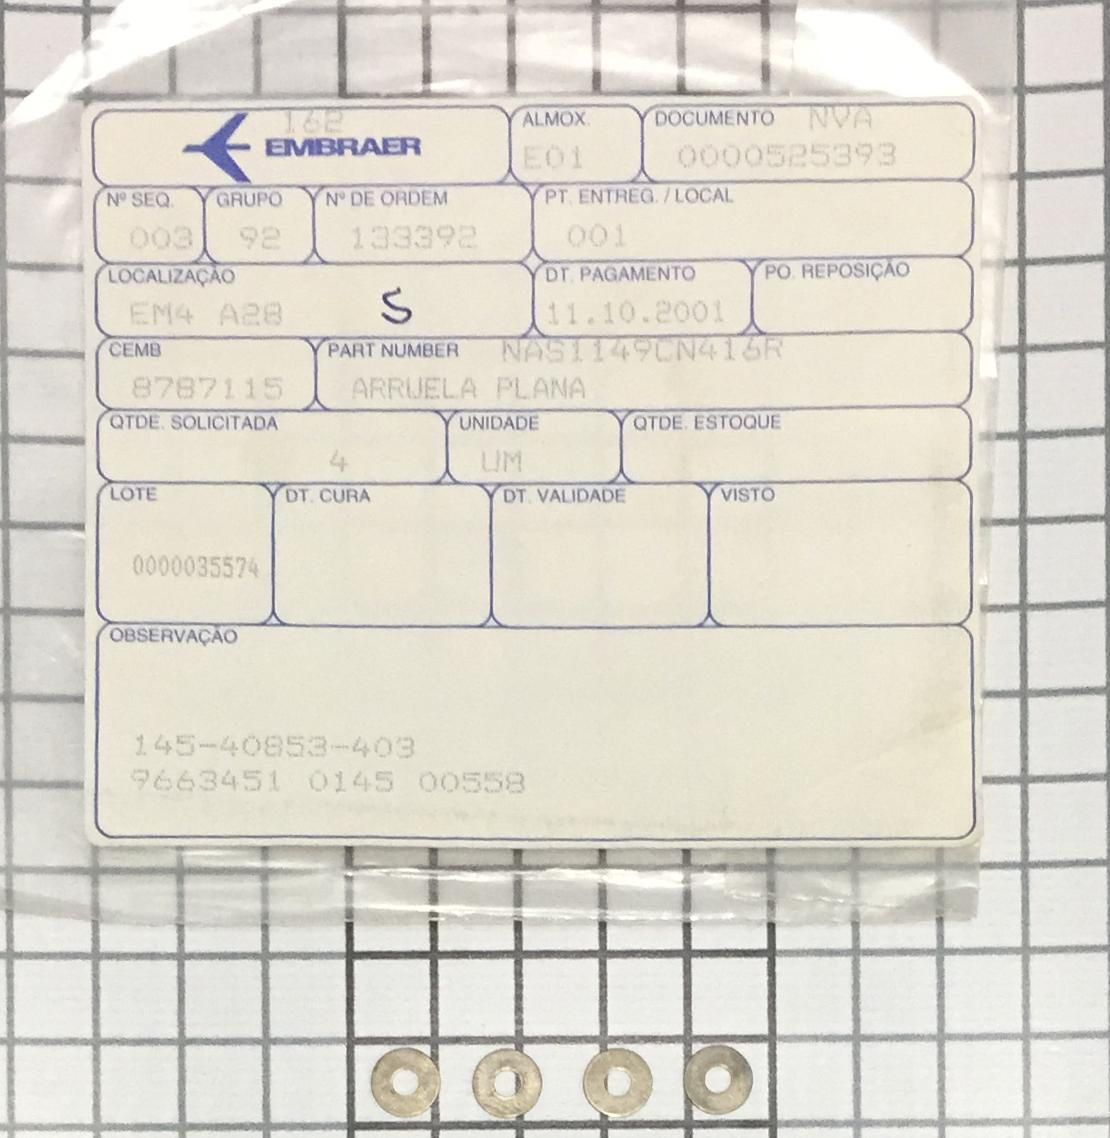 162
EMBRAER
ALMOX.
E01
DOCUMENTO NVA
0000525393
Nº SEQ.
003
GRUPO
92
Nº DE ORDEM
133392
PT. ENTREG. / LOCAL
001
LOCALIZAÇÃO
EM4 A28 S
DT. PAGAMENTO
11.10.2001
PO. REPOSIÇÃO
CEMB
8787115
PART NUMBER NAS1149CN416R
ARRUELA PLANA
QTDE. SOLICITADA
4
UNIDADE
UM
QTDE. ESTOQUE
LOTE
0000035574
DT. CURA
DT. VALIDADE
VISTO
OBSERVAÇÃO
145-40853-403
9663451 0145 00558